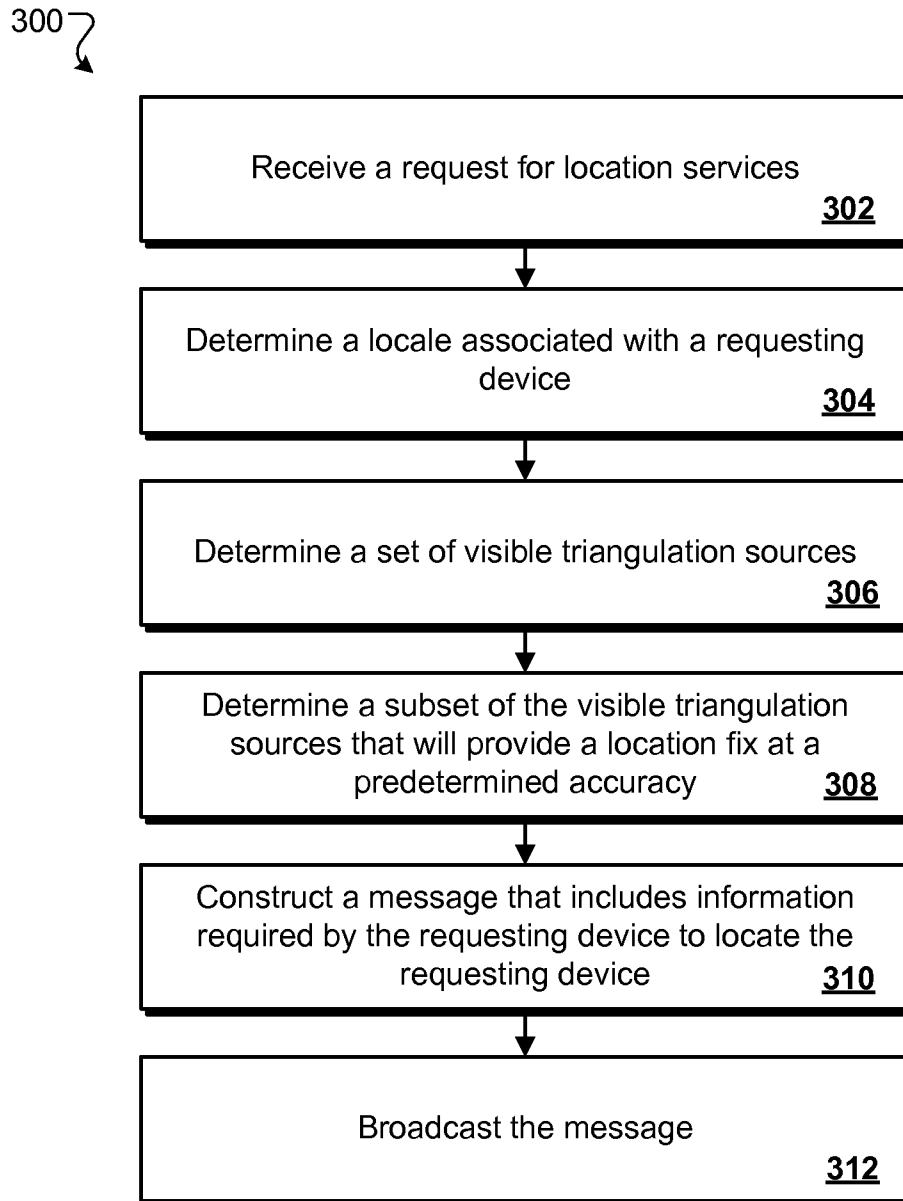 300
Receive a request for location services
302
Determine a locale associated with a requesting
device
304
Determine a set of visible triangulation sources
306
Determine a subset of the visible triangulation
sources that will provide a location fix at a
predetermined accuracy
308
Construct a message that includes information
required by the requesting device to locate the
requesting device
310
Broadcast the message
312